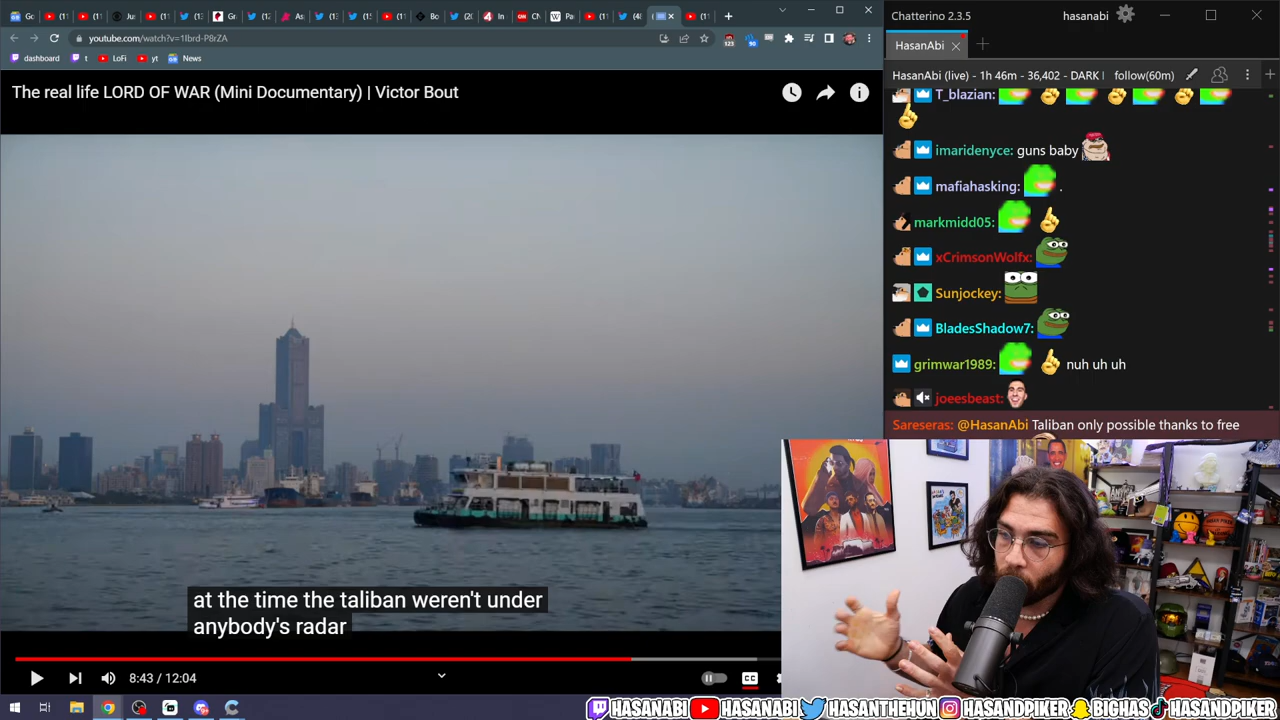 Chatterino 2.3.5
hasanabi
youtube.com/watch?v=1Ibrd-P8rZA
HasanAbi
dashboard
t
LoFi
yt
News
HasanAbi (live) - 1h 46m - 36,402 - DARK
follow(60m)
The real life LORD OF WAR (Mini Documentary) | Victor Bout
T_blazian:
imaridenyce: guns baby
mafiahasking: .
markmidd05:
xCrimsonWolfx:
Sunjockey:
BladesShadow7:
grimwar1989: nuh uh uh
joeesbeast:
Sareseras: @HasanAbi Taliban only possible thanks to free
at the time the taliban weren't under
anybody's radar
8:43 / 12:04
CC
HASANABI
HASANABI
HASANTHEHUN
HASANDPIKER
BIGHAS
HASANDPIKER